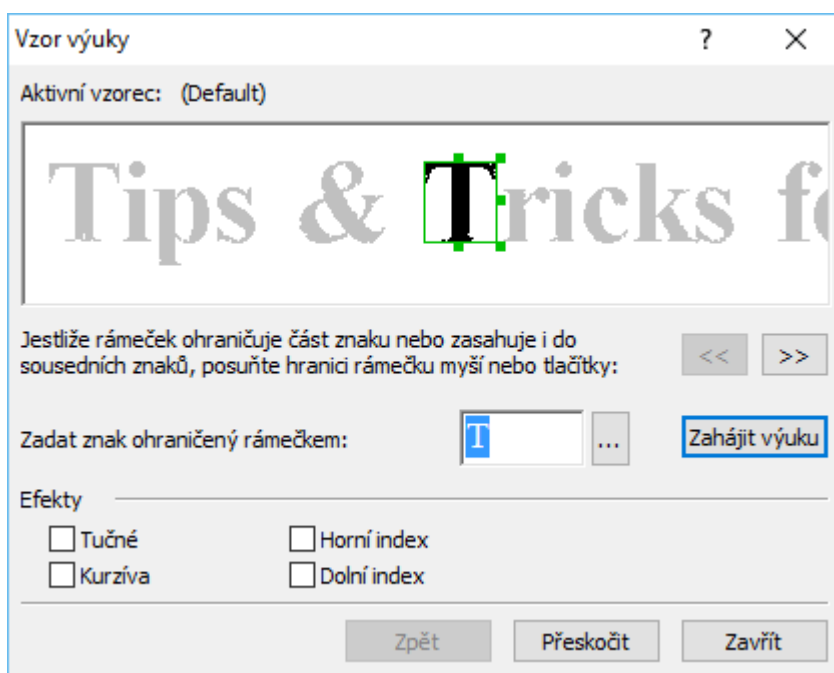 Vzor výuky ?
Aktivní vzorec: (Default)
Tips & Tricks fo
Jestliže rámeček ohraničuje část znaku nebo zasahuje i do
sousedních znaků, posuňte hranici rámečku myší nebo tlačítky: << >>
Zadat znak ohraničený rámečkem: T ... Zahájit výuku
Efekty
Tučné Horní index
Kurzíva Dolní index
Zpět Přeskočit Zavřít